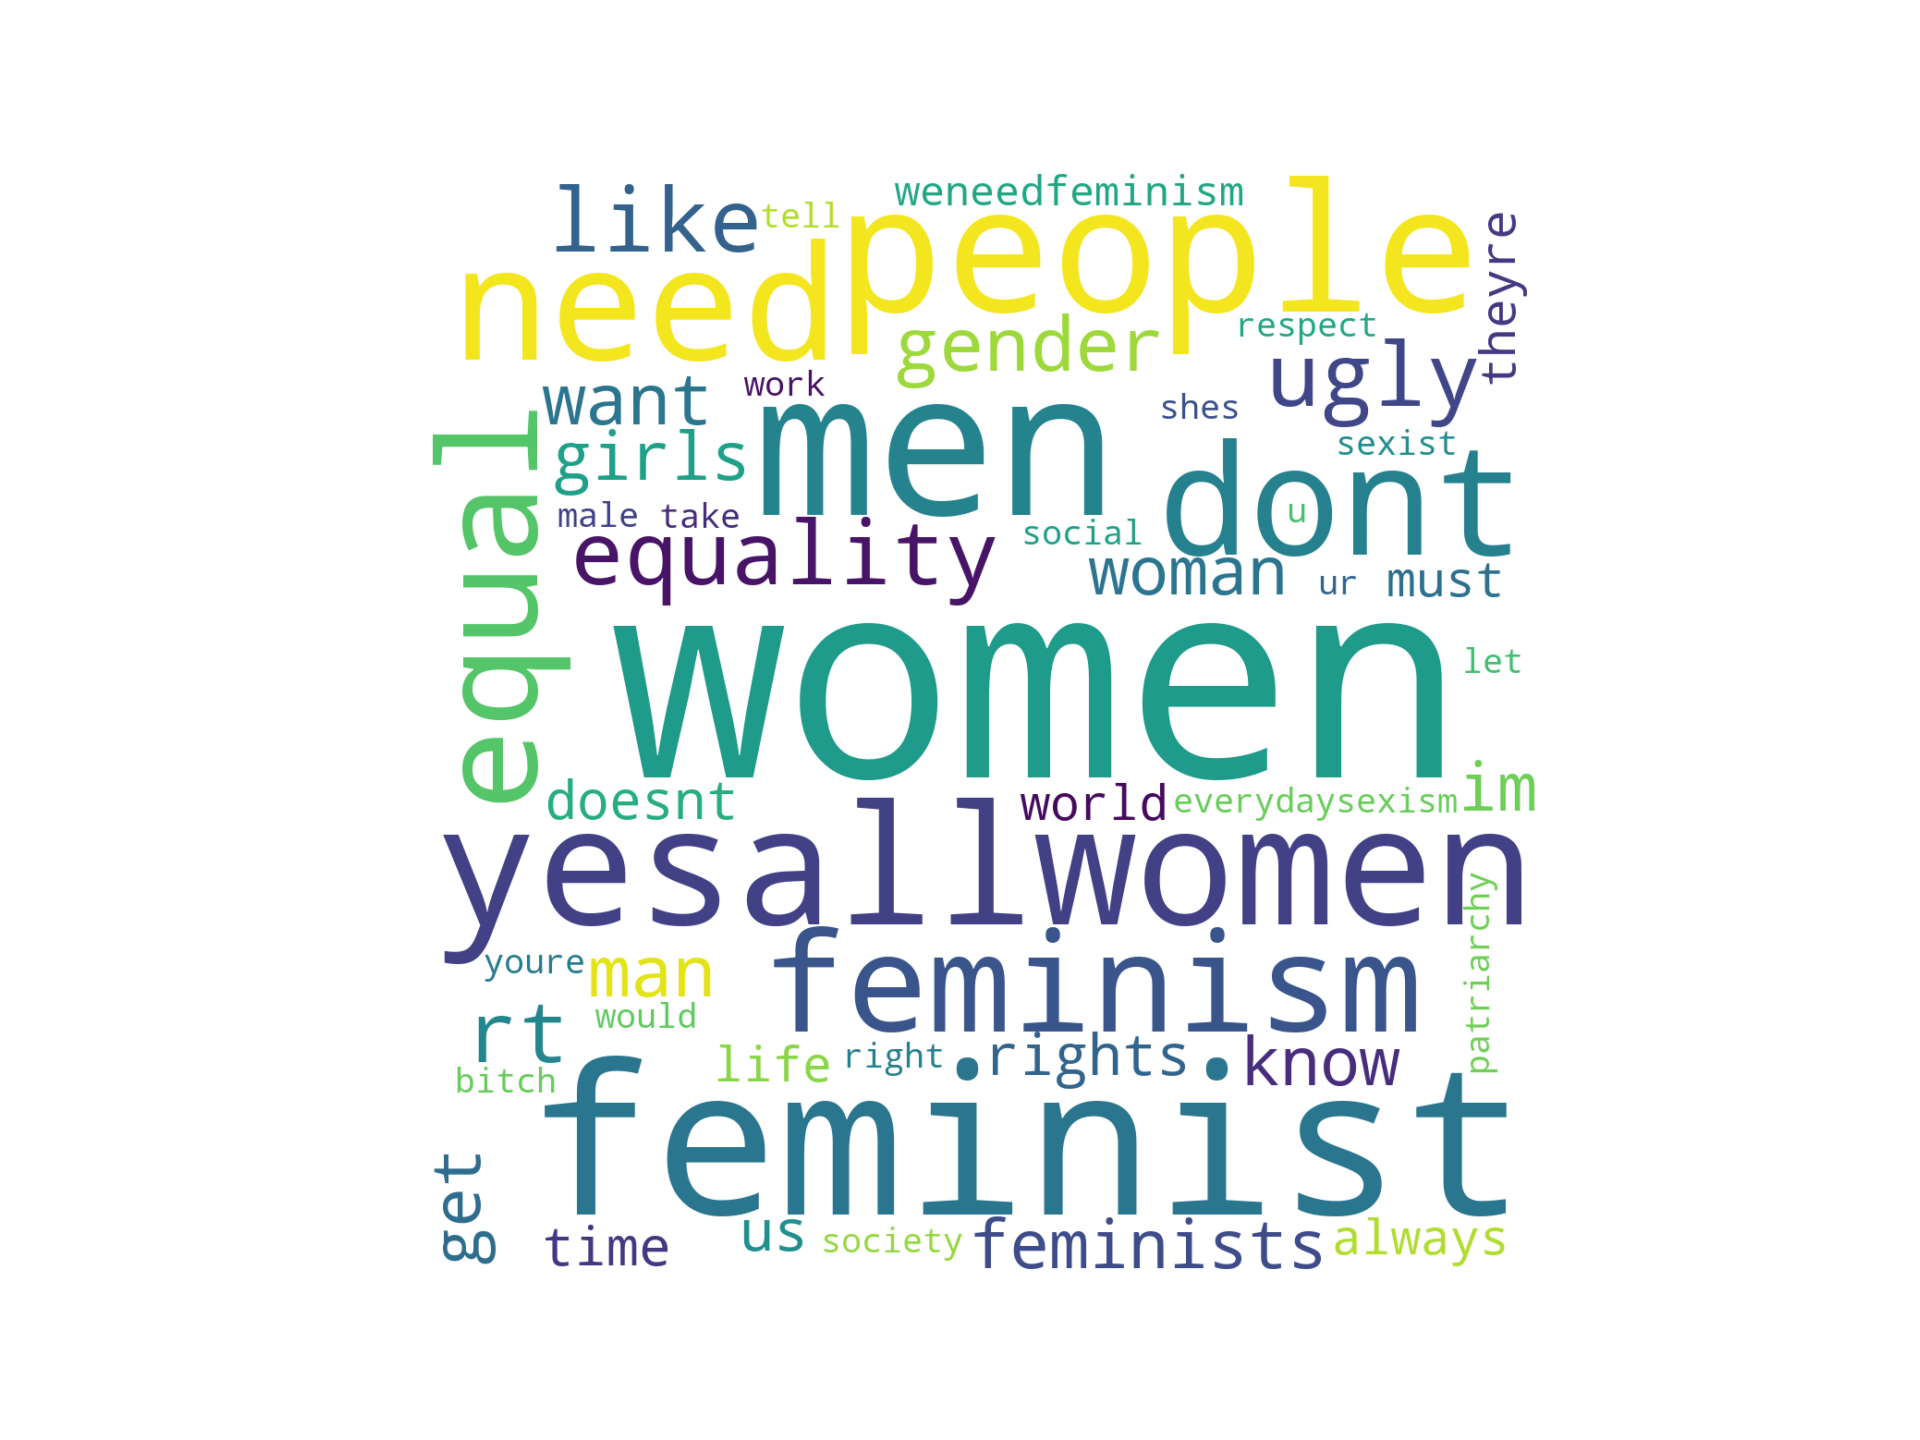 weneedfeminism
like
tell
people
need
theyre
gender
respect
ugly
want
work
men
shes
girls
sexist
dont
equal
male
take
u
equality
social
woman
ur
must
women
let
doesnt
world
everydaysexism
im
yesallwomen
patriarchy
youre
man
feminism
would
rt
life
right
rights
know
bitch
feminist
get
time
us
society
feminists
always